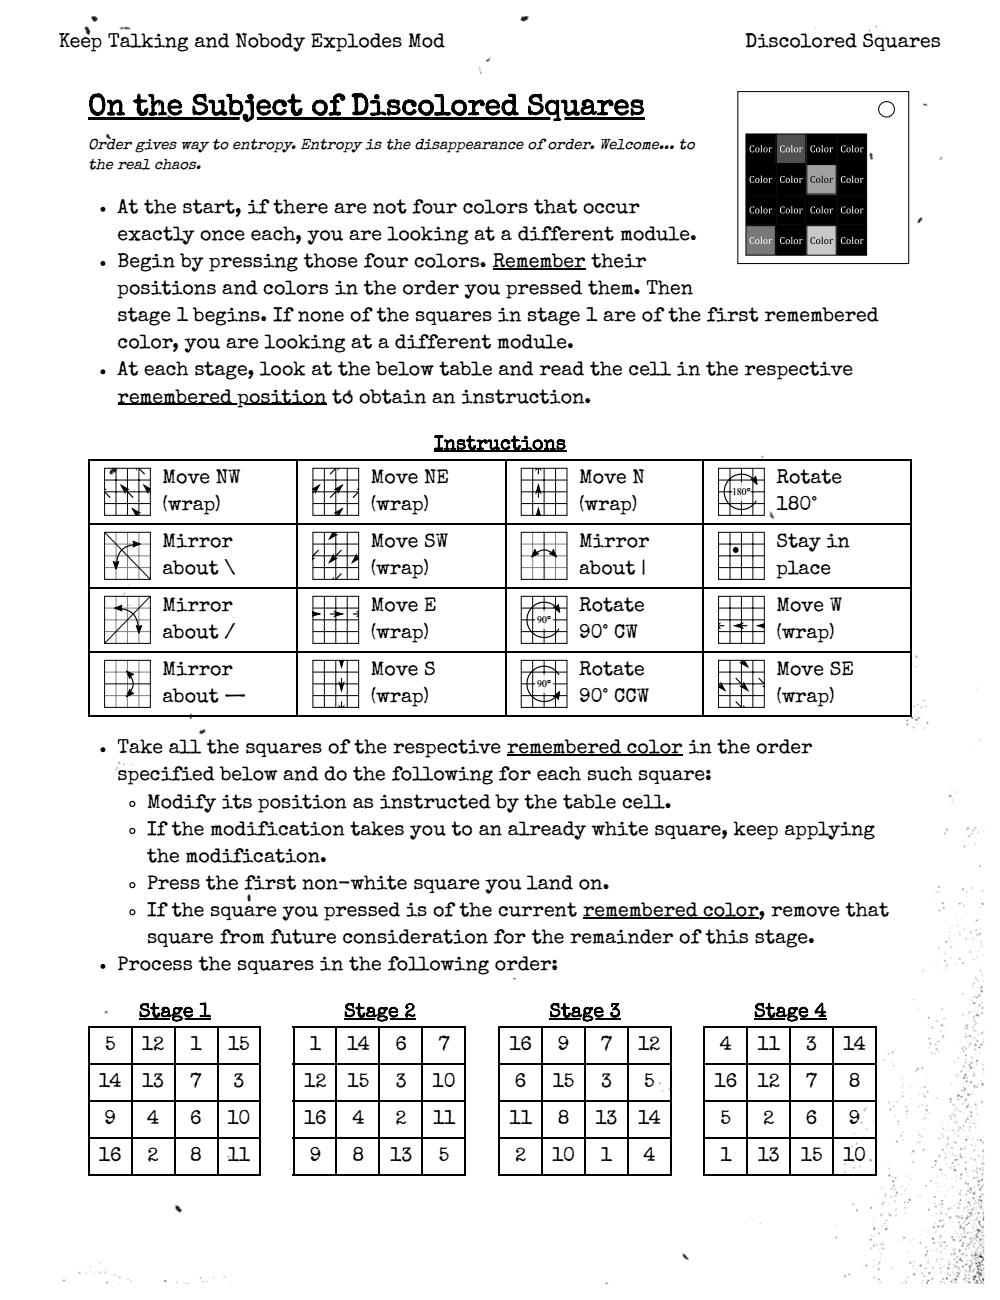 Keep Talking and Nobody Explodes Mod
Discolored Squares
On the Subject of Discolored Squares
Order gives way to entropy. Entropy is the disappearance of order. Welcome... to
the real chaos.
Color Color Color Color
Color Color Color Color
Color Color Color Color
Color Color Color Color
• At the start, if there are not four colors that occur
exactly once each, you are looking at a different module.
• Begin by pressing those four colors. Remember their
positions and colors in the order you pressed them. Then
stage 1 begins. If none of the squares in stage 1 are of the first remembered
color, you are looking at a different module.
• At each stage, look at the below table and read the cell in the respective
remembered position to obtain an instruction.
Instructions
Move NW
(wrap)
Move NE
(wrap)
Move N
(wrap)
180°
Rotate
180°
Mirror
about \
Move SW
(wrap)
Mirror
about |
Stay in
place
Mirror
about /
Move E
(wrap)
90°
Rotate
90° CW
Move W
(wrap)
Mirror
about —
Move S
(wrap)
90°
Rotate
90° CCW
Move SE
(wrap)
• Take all the squares of the respective remembered color in the order
specified below and do the following for each such square:
◦ Modify its position as instructed by the table cell.
◦ If the modification takes you to an already white square, keep applying
the modification.
◦ Press the first non-white square you land on.
◦ If the square you pressed is of the current remembered color, remove that
square from future consideration for the remainder of this stage.
• Process the squares in the following order:
Stage 1
5 12 1 15
14 13 7 3
9 4 6 10
16 2 8 11
Stage 2
1 14 6 7
12 15 3 10
16 4 2 11
9 8 13 5
Stage 3
16 9 7 12
6 15 3 5
11 8 13 14
2 10 1 4
Stage 4
4 11 3 14
16 12 7 8
5 2 6 9
1 13 15 10